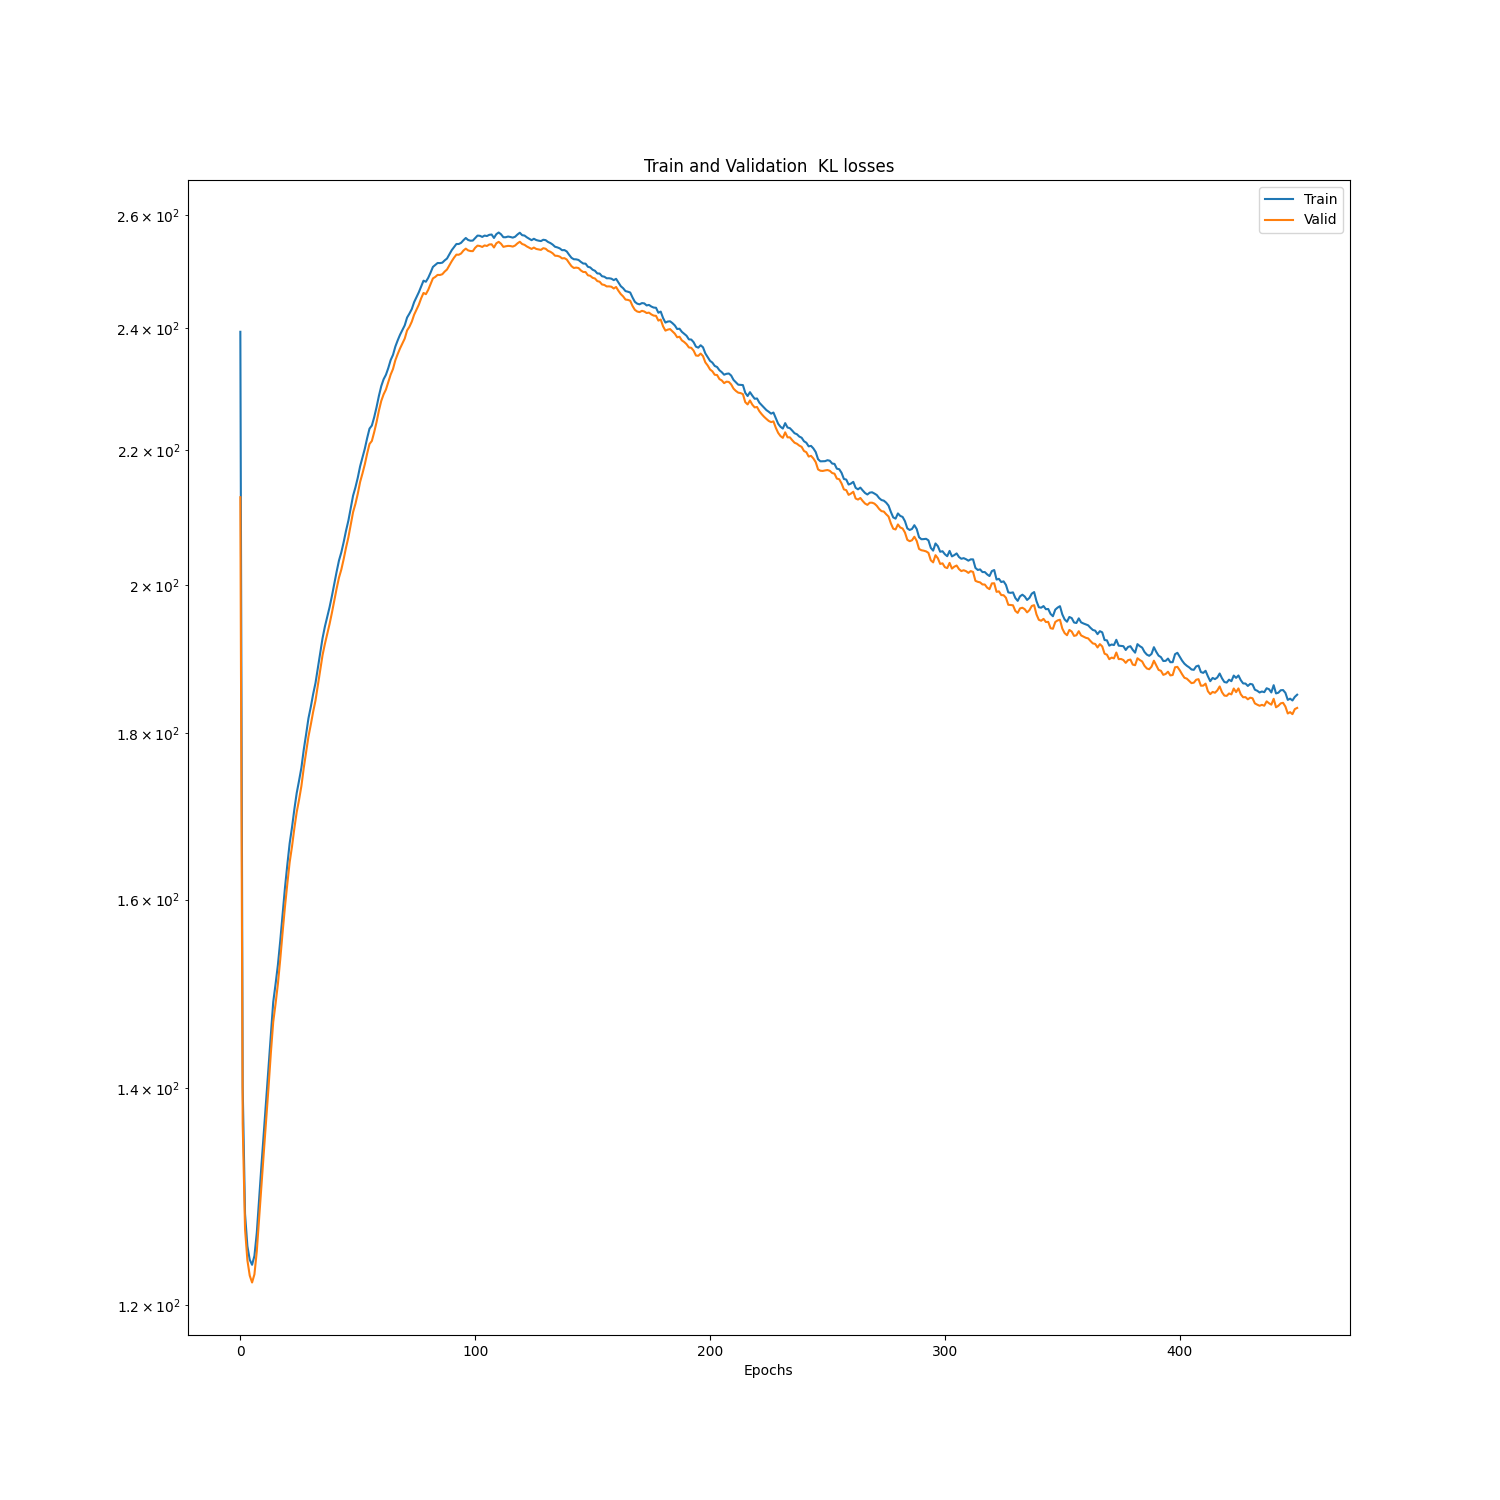 Train and Validation  KL losses
Train
Valid
2.6 × 10²
2.4 × 10²
2.2 × 10²
2 × 10²
1.8 × 10²
1.6 × 10²
1.4 × 10²
1.2 × 10²
0 100 200 300 400
Epochs